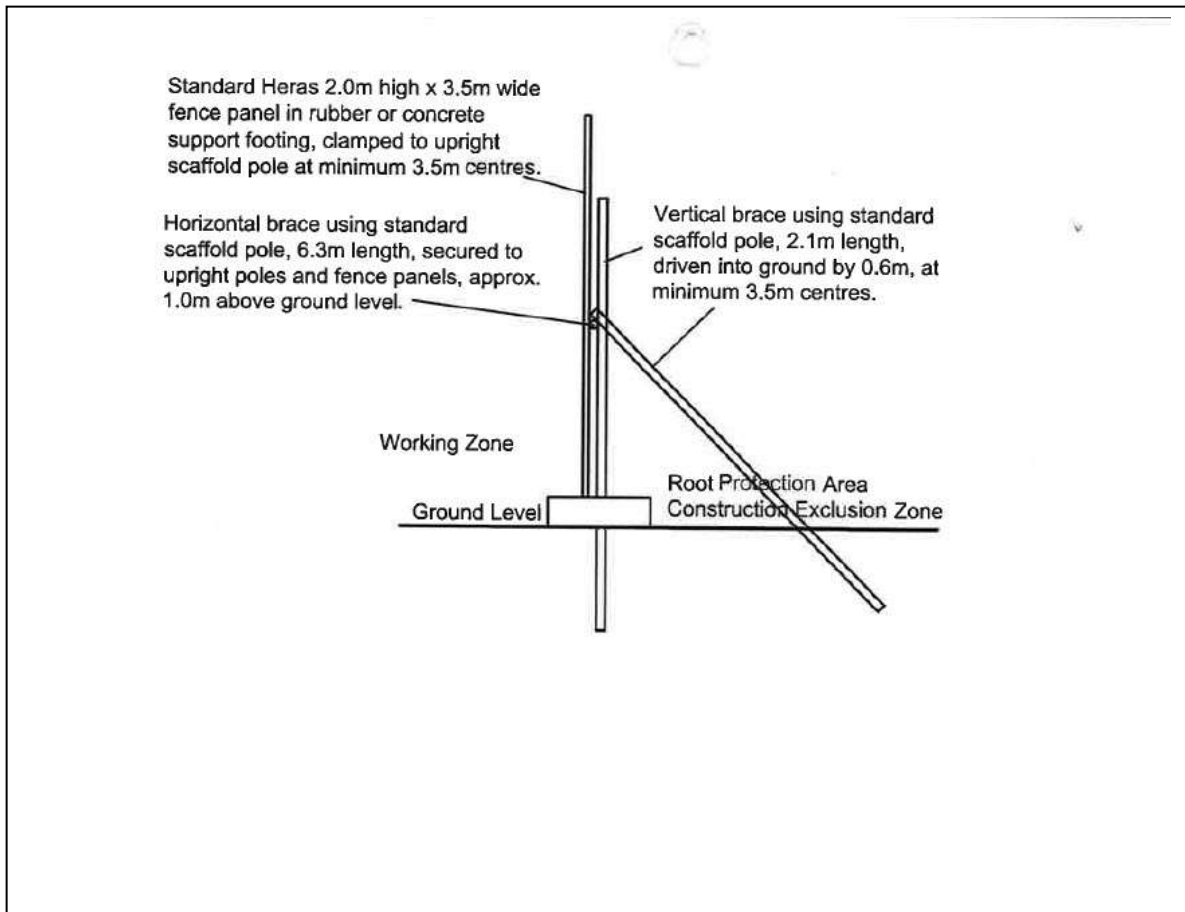 Standard Heras 2.0m high x 3.5m wide
fence panel in rubber or concrete
support footing, clamped to upright
scaffold pole at minimum 3.5m centres.
Horizontal brace using standard
scaffold pole, 6.3m length, secured to
upright poles and fence panels, approx.
1.0m above ground level.
Vertical brace using standard
scaffold pole, 2.1m length,
driven into ground by 0.6m, at
minimum 3.5m centres.
Working Zone
Ground Level
Root Protection Area
Construction Exclusion Zone